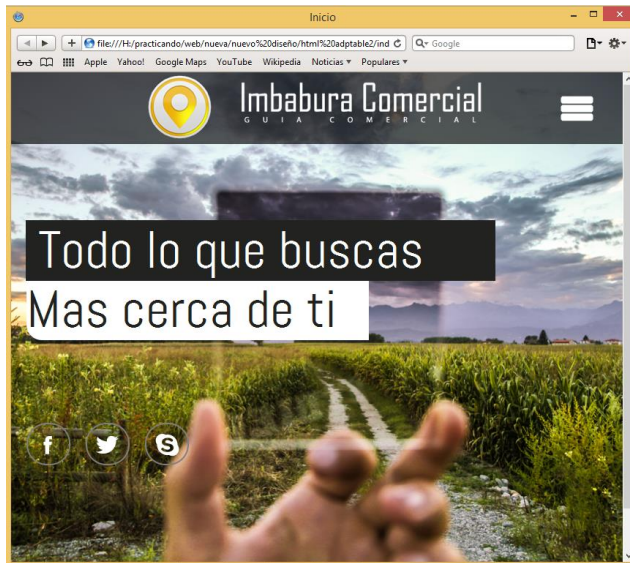 Inicio
file:///H:/practicando/web/nueva/nuevo%20diseño/html%20adptable2/ind
Google
Apple Yahoo! Google Maps YouTube Wikipedia Noticias Populares
Imbabura Comercial
GUIA COMERCIAL
Todo lo que buscas
Mas cerca de ti